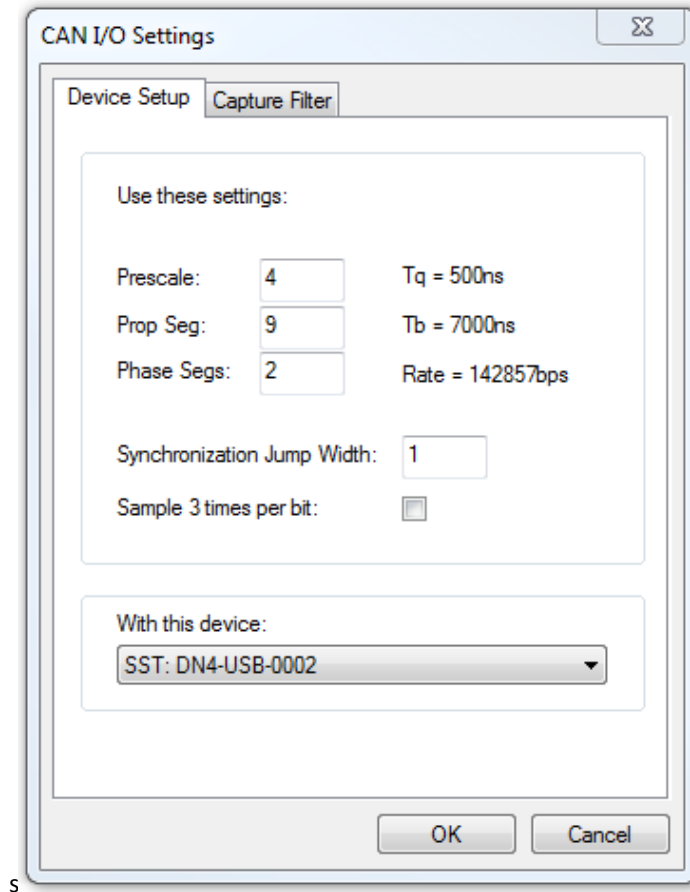 CAN I/O Settings
Device Setup Capture Filter
Use these settings:
Prescale: 4 Tq = 500ns
Prop Seg: 9 Tb = 7000ns
Phase Segs: 2 Rate = 142857bps
Synchronization Jump Width: 1
Sample 3 times per bit:
With this device:
SST: DN4-USB-0002
OK Cancel
s